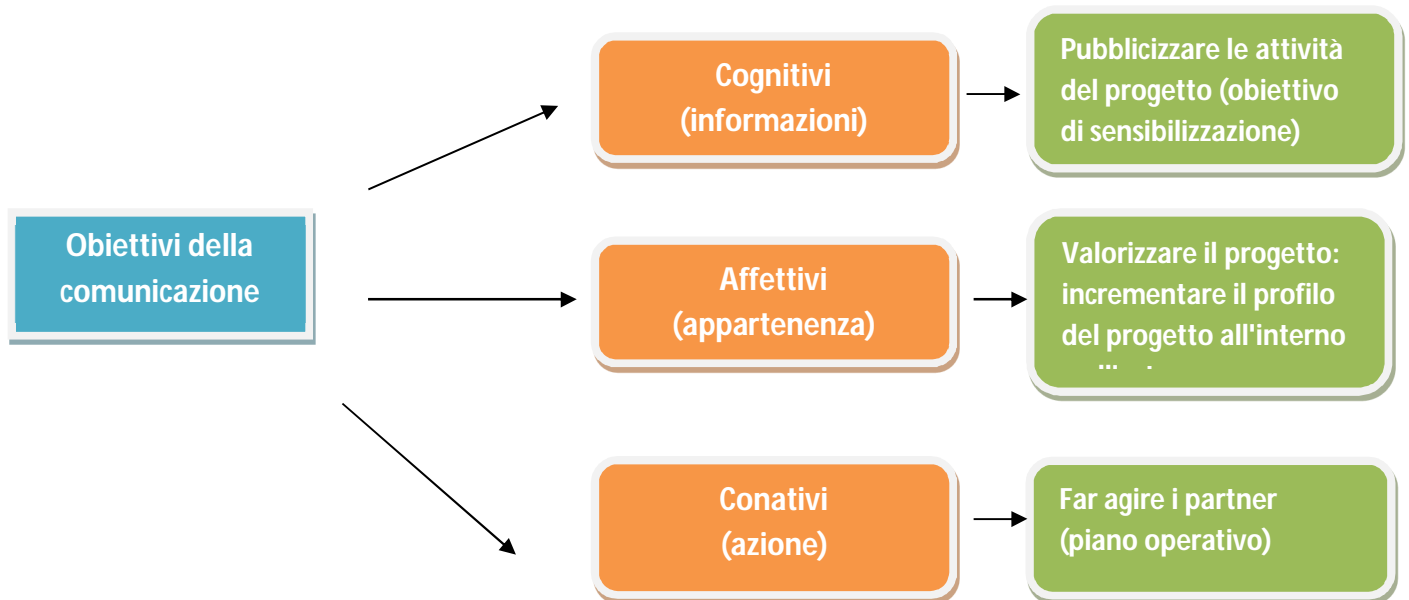 Obiettivi della
comunicazione
Cognitivi
(informazioni)
Pubblicizzare le attività
del progetto (obiettivo
di sensibilizzazione)
Affettivi
(appartenenza)
Valorizzare il progetto:
incrementare il profilo
del progetto all'interno
Conativi
(azione)
Far agire i partner
(piano operativo)